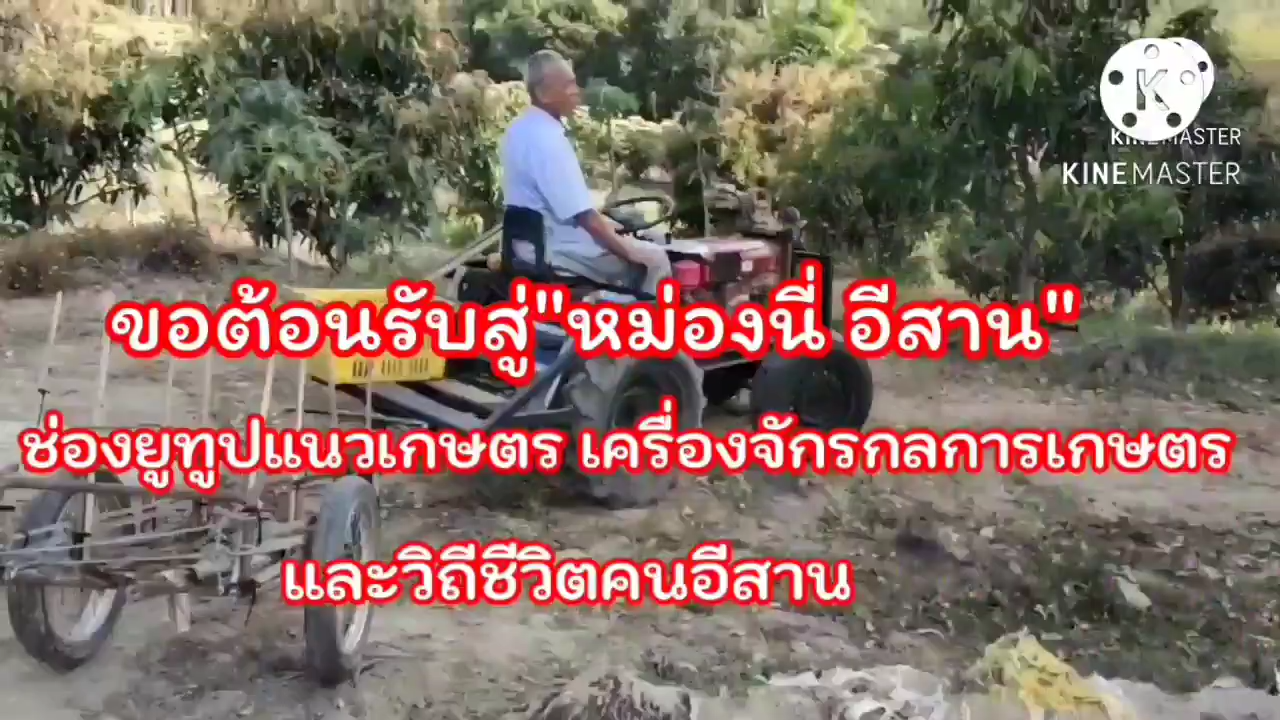 K
KINEMASTER
KINEMASTER
ขอต้อนรับสู่"หม่องนี่ อีสาน"
ช่องยูทูปแนวเกษตร เครื่องจักรกลการเกษตร
และวิถีชีวิตคนอีสาน